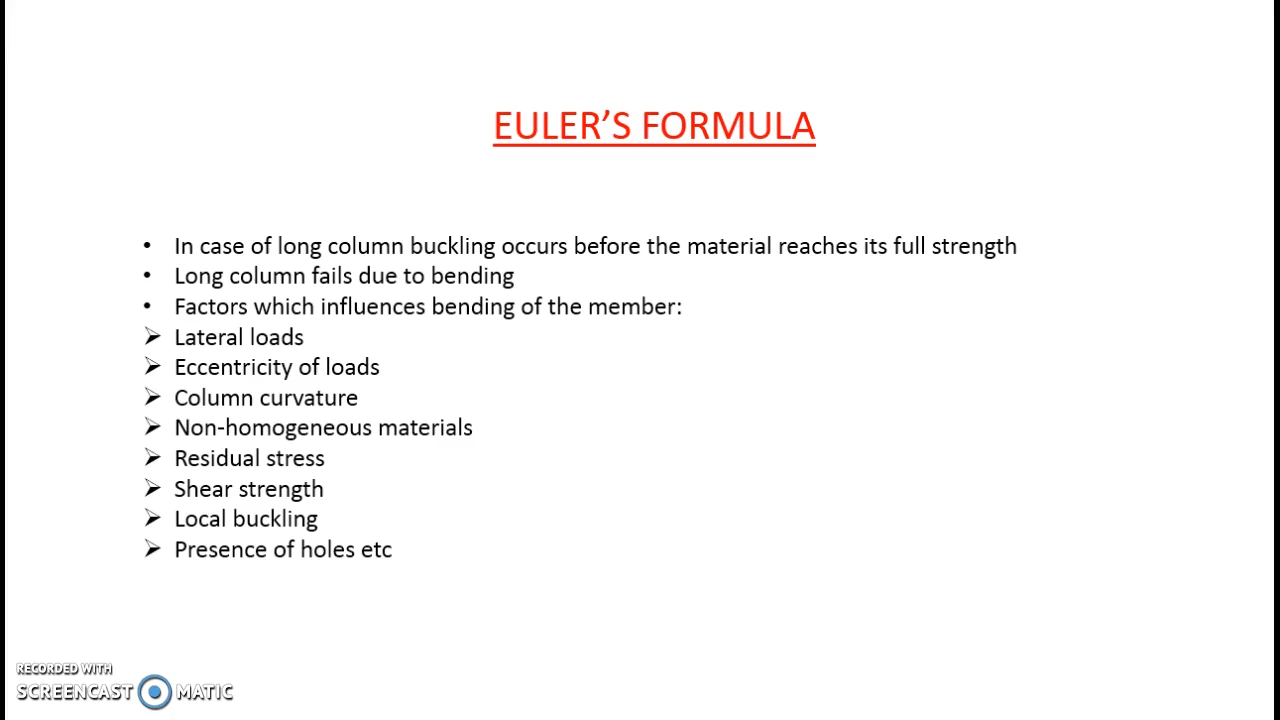 EULER'S FORMULA
• In case of long column buckling occurs before the material reaches its full strength
• Long column fails due to bending
• Factors which influences bending of the member:
➢ Lateral loads
➢ Eccentricity of loads
➢ Column curvature
➢ Non-homogeneous materials
➢ Residual stress
➢ Shear strength
➢ Local buckling
➢ Presence of holes etc
RECORDED WITH
SCREENCAST MATIC